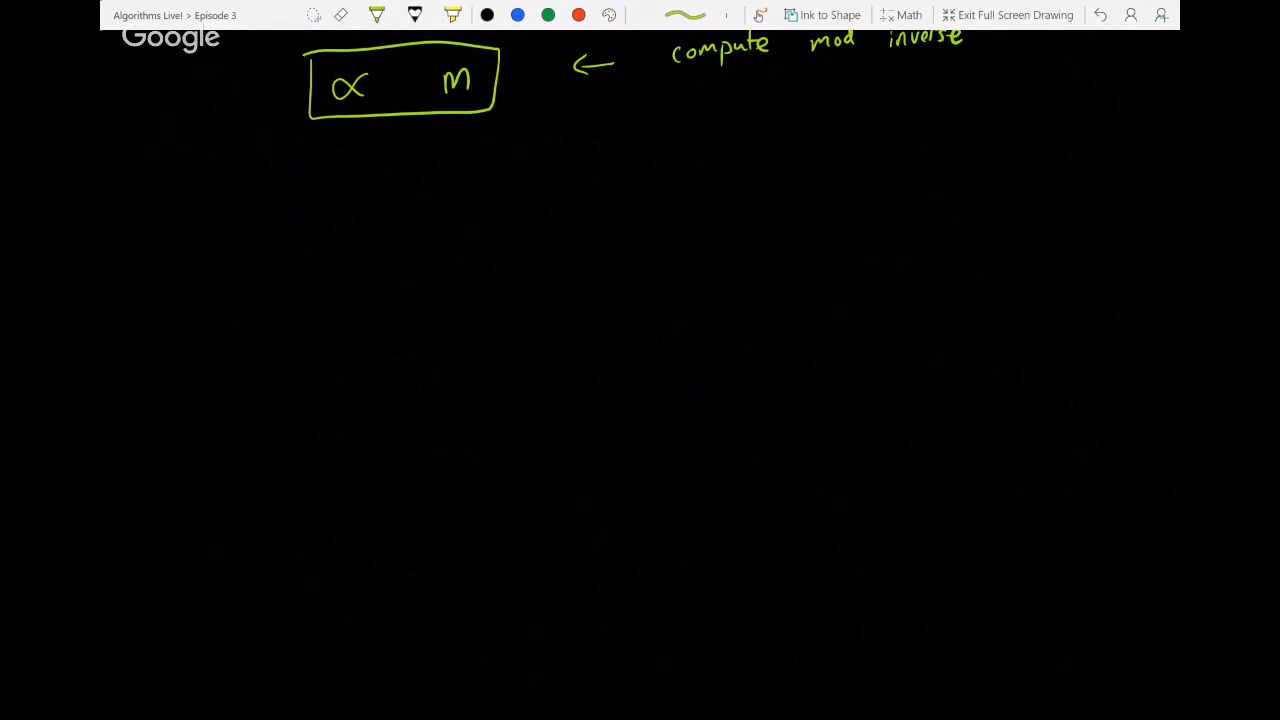 Algorithms Live! > Episode 3
Ink to Shape
Math
Exit Full Screen Drawing
Google
compute mod inverse
∝ m